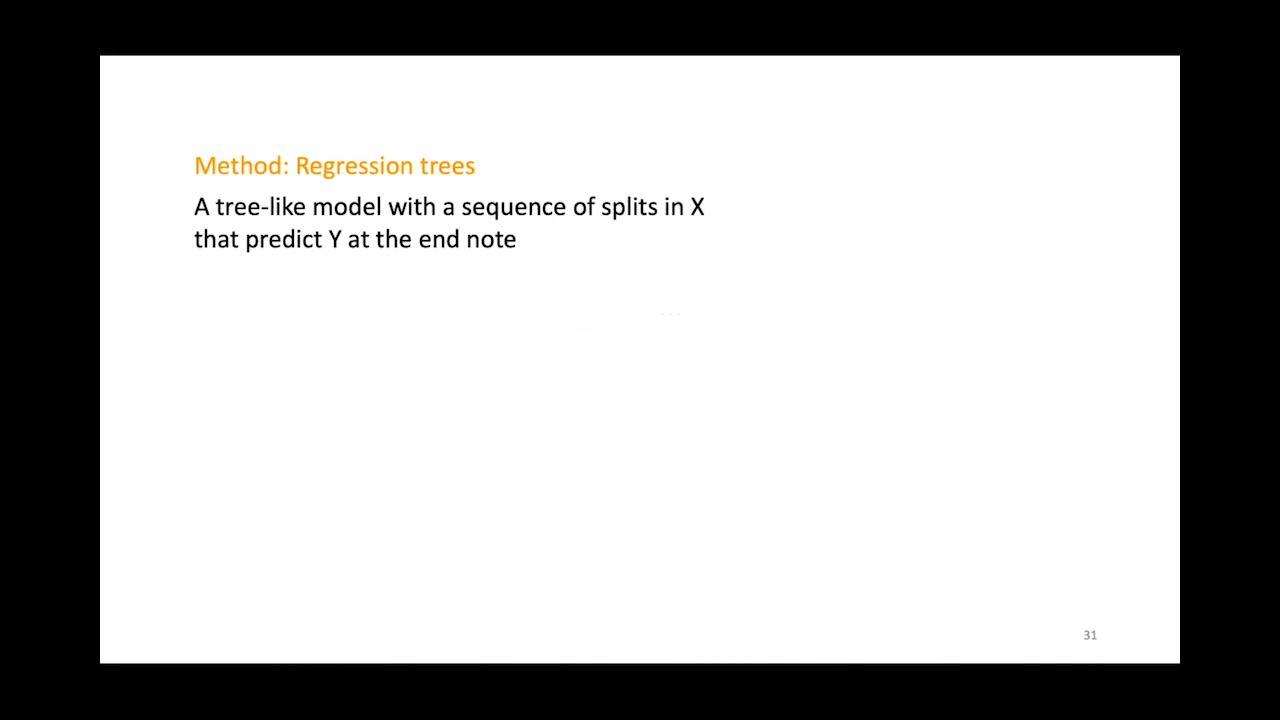 Method: Regression trees
A tree-like model with a sequence of splits in X
that predict Y at the end note
31